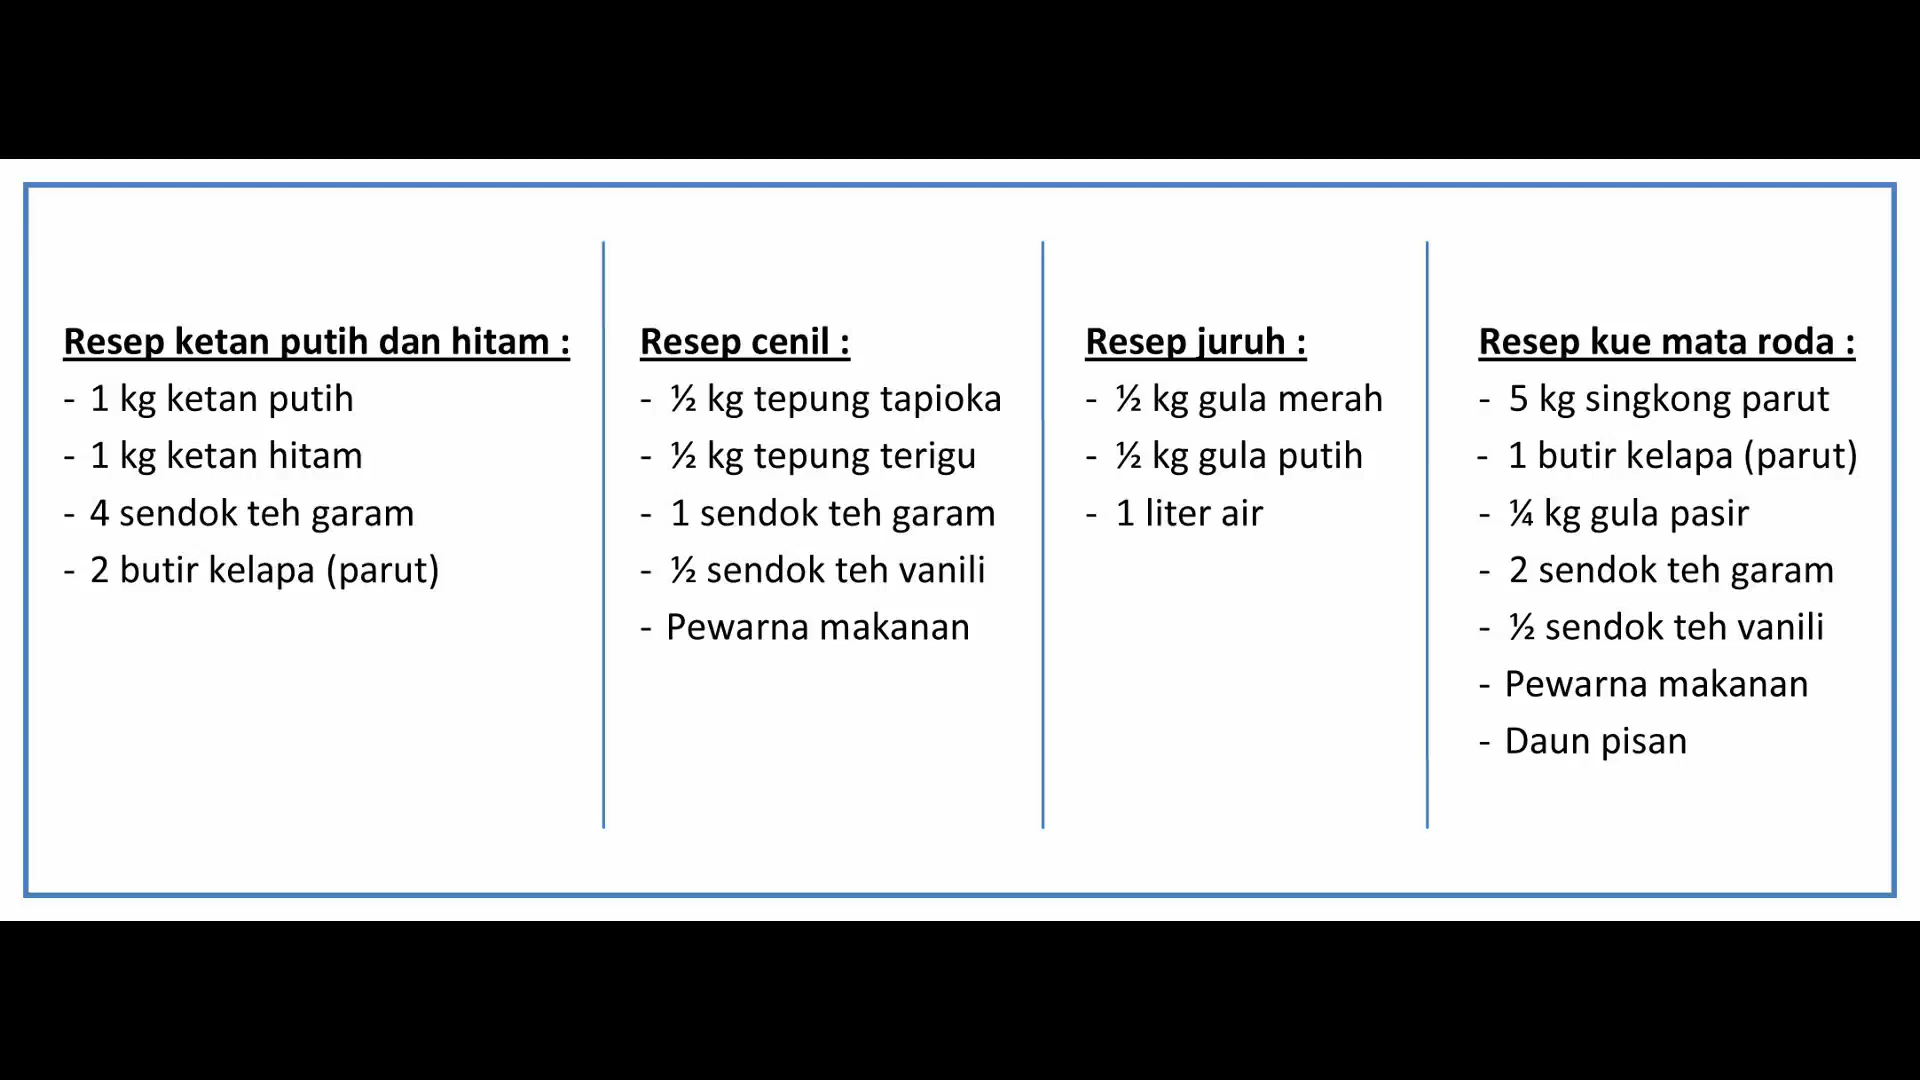 Resep ketan putih dan hitam :
- 1 kg ketan putih
- 1 kg ketan hitam
- 4 sendok teh garam
- 2 butir kelapa (parut)
Resep cenil :
- ½ kg tepung tapioka
- ½ kg tepung terigu
- 1 sendok teh garam
- ½ sendok teh vanili
- Pewarna makanan
Resep juruh :
- ½ kg gula merah
- ½ kg gula putih
- 1 liter air
Resep kue mata roda :
- 5 kg singkong parut
- 1 butir kelapa (parut)
- ¼ kg gula pasir
- 2 sendok teh garam
- ½ sendok teh vanili
- Pewarna makanan
- Daun pisan